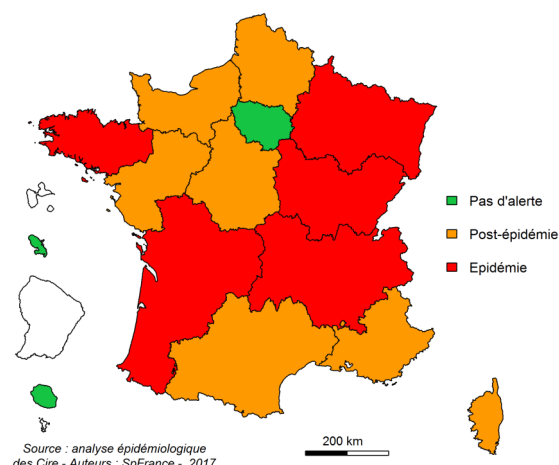 Pas d'alerte
Post-épidémie
Epidémie
200 km
Source : analyse épidémiologique
des Cire - Auteurs : SpFrance - 2017